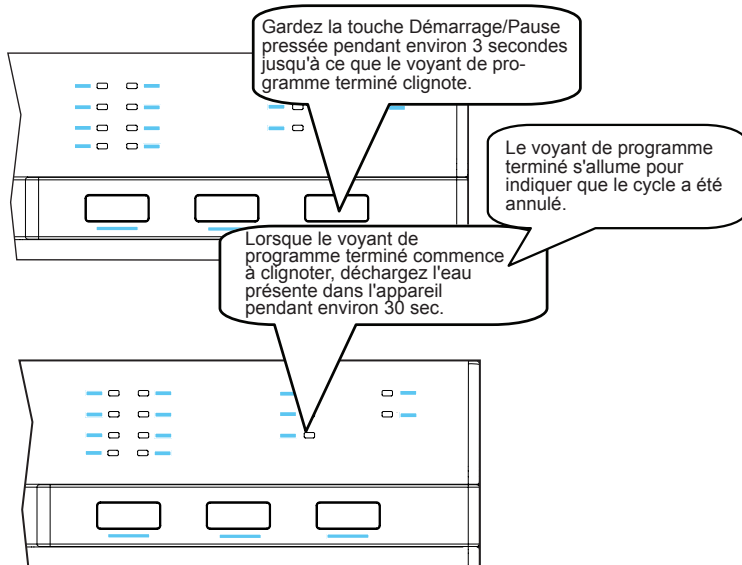 Gardez la touche Démarrage/Pause
pressée pendant environ 3 secondes
jusqu'à ce que le voyant de pro-
gramme terminé clignote.
Le voyant de programme
terminé s'allume pour
indiquer que le cycle a été
annulé.
Lorsque le voyant de
programme terminé commence
à clignoter, déchargez l'eau
présente dans l'appareil
pendant environ 30 sec.